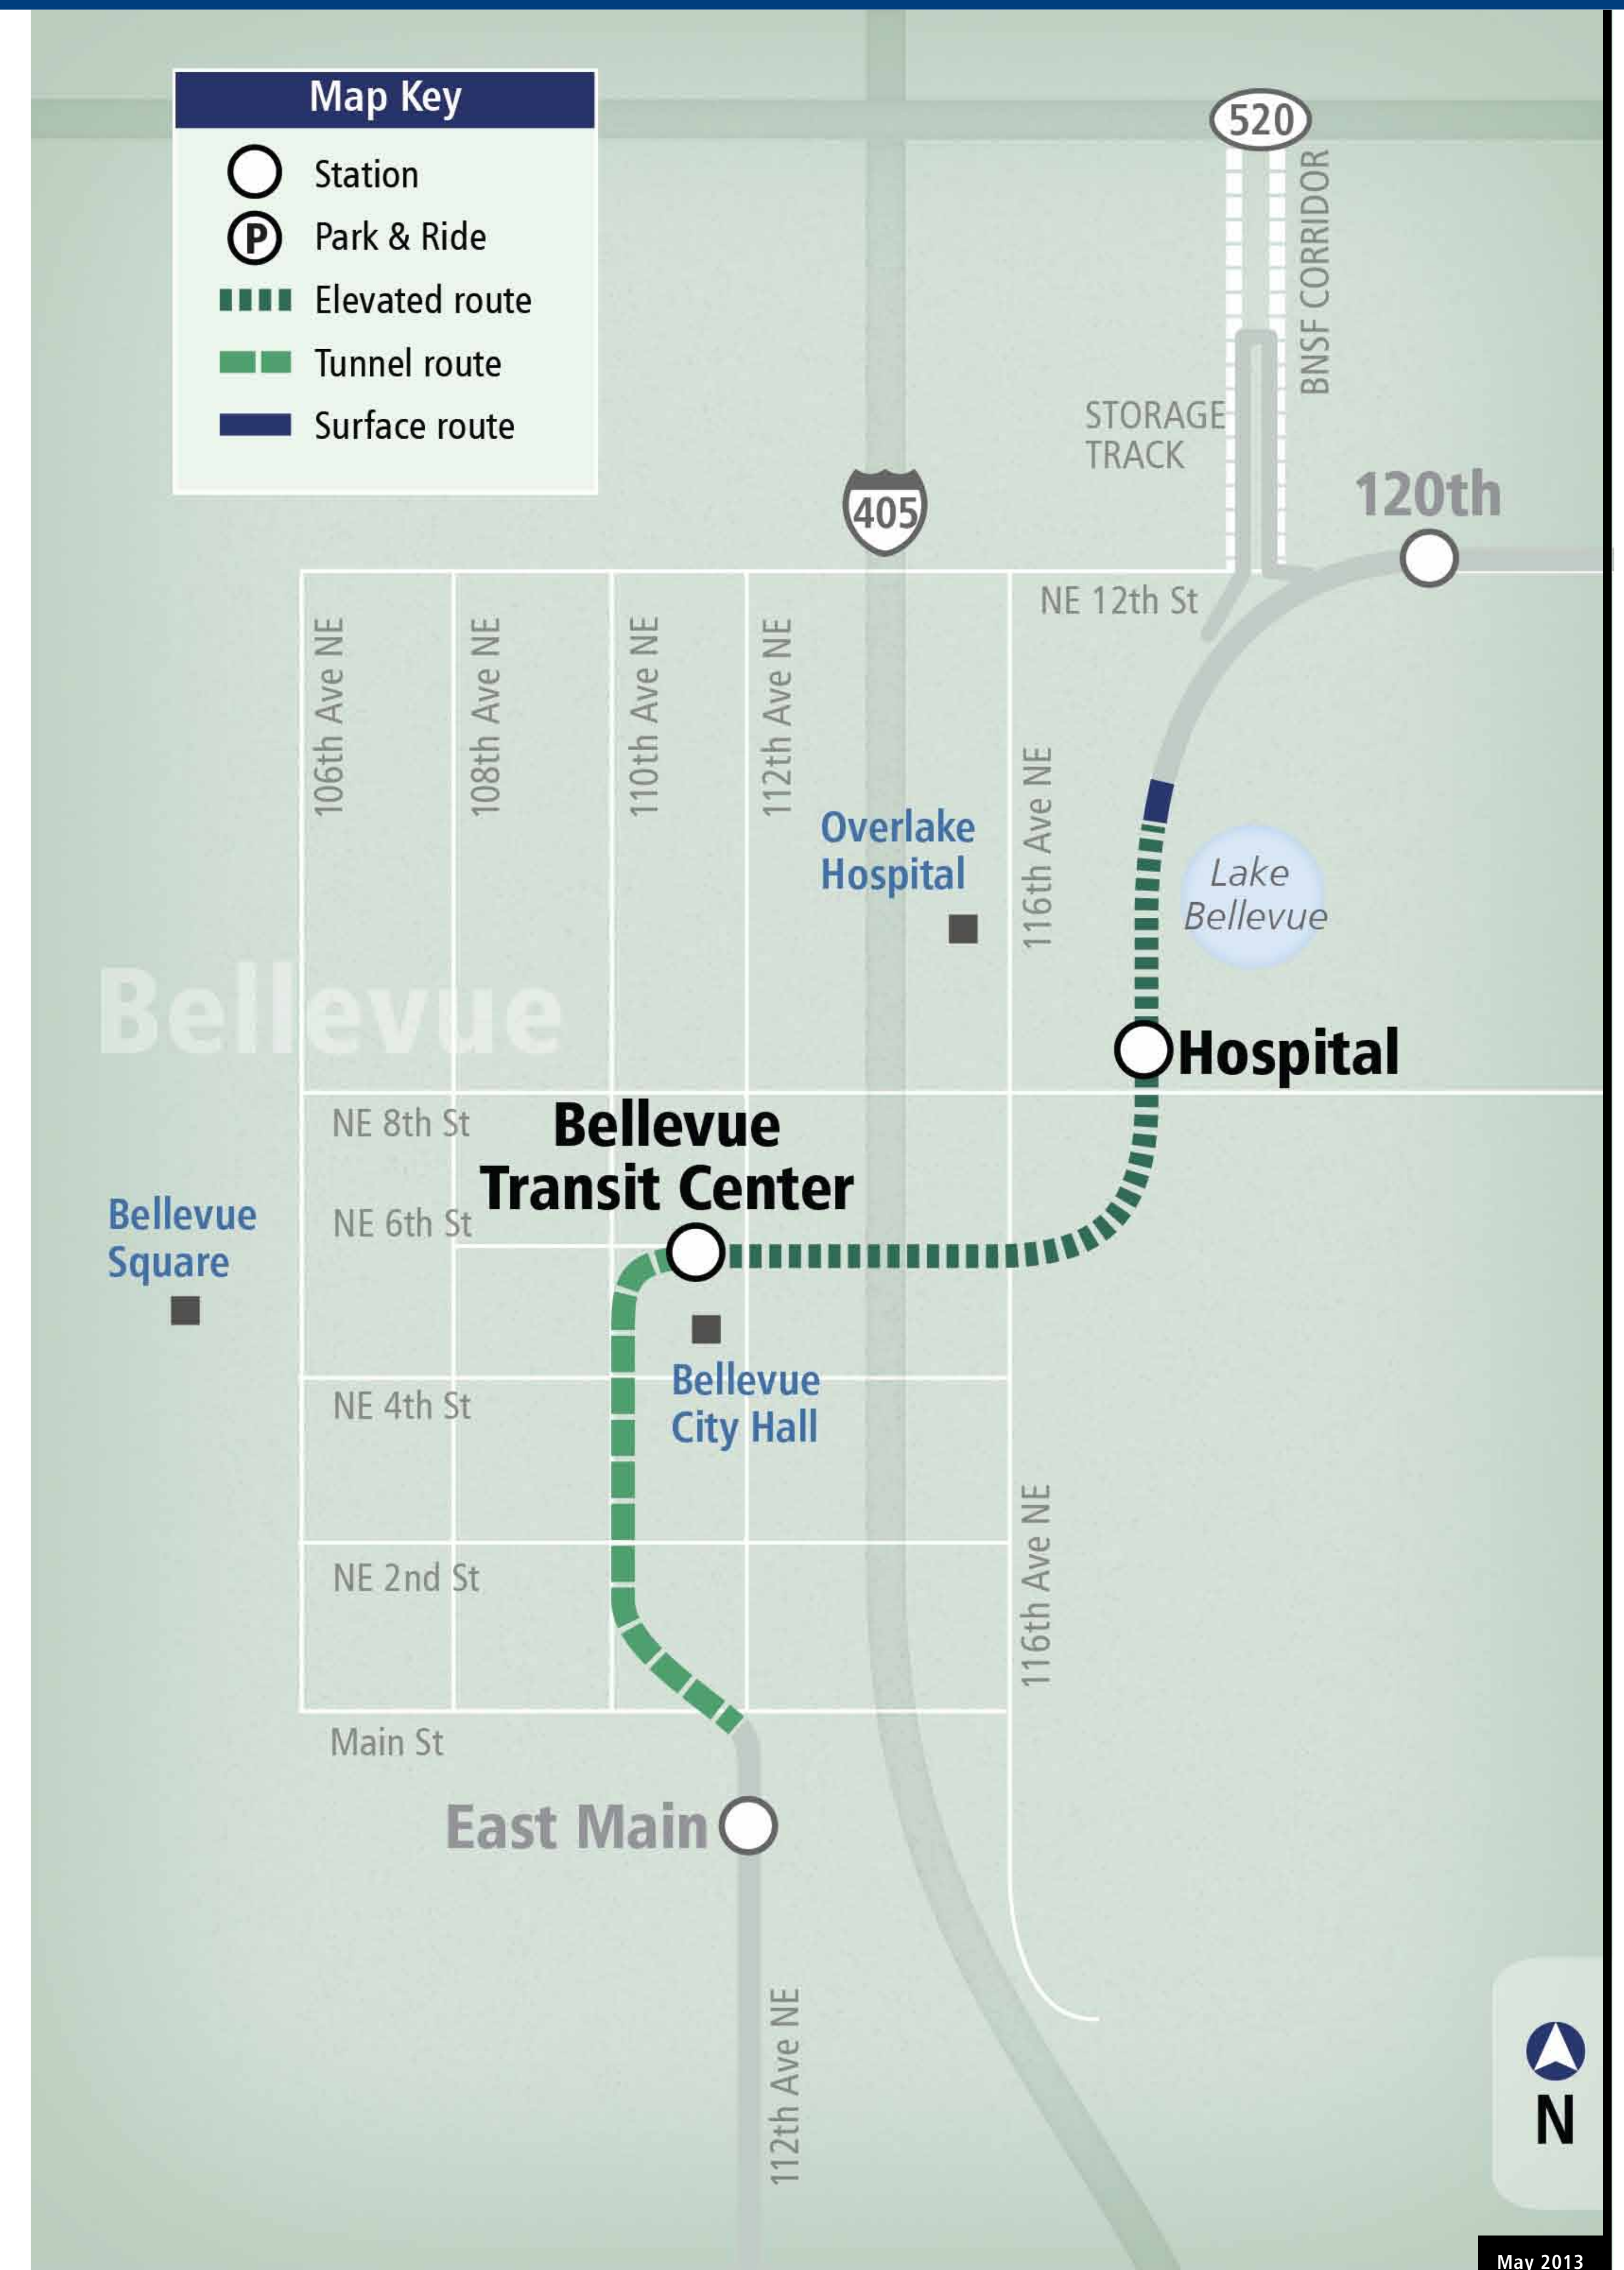 Map Key
Station
P
Park & Ride
Elevated route
Tunnel route
Surface route
520
BNSF CORRIDOR
STORAGE
TRACK
120th
405
NE 12th St
106th Ave NE
108th Ave NE
110th Ave NE
112th Ave NE
116th Ave NE
Overlake
Hospital
Lake
Bellevue
Bellevue
Hospital
NE 8th St
Bellevue
Transit Center
NE 6th St
Bellevue
Square
Bellevue
City Hall
NE 4th St
NE 2nd St
116th Ave NE
Main St
East Main
112th Ave NE
N
May 2013